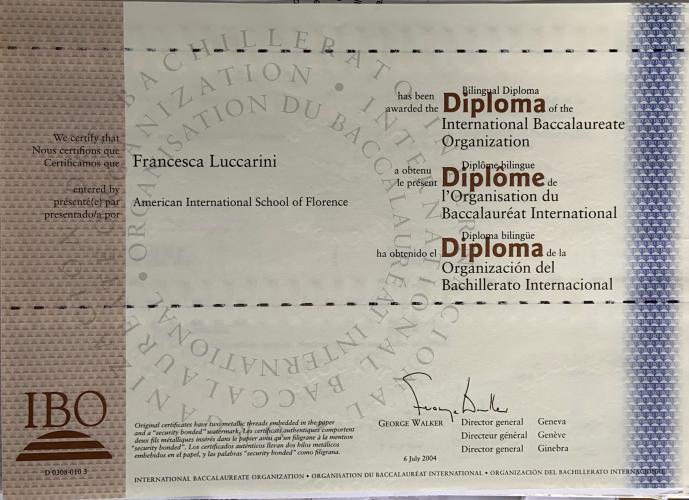 We certify that
Nous certifions que
Certificamos que
Francesca Luccarini
entered by
présenté(e) par
presentado/a por
American International School of Florence
Bilingual Diploma
has been
awarded the Diploma of the
International Baccalaureate
Organization
Diplôme bilingue
a obtenu
le présent Diplôme de
l'Organisation du
Baccalauréat International
Diploma bilingüe
ha obtenido el Diploma de la
Organización del
Bachillerato Internacional
IBO
D 0308-010 3
Original certificates have two metallic threads embedded in the paper
and a "security bonded" watermark. Les certificats authentiques comportent
deux fils métalliques insérés dans le papier ainsi qu'un filigrane à la mention
"security bonded". Los certificados auténticos llevan dos hilos metálicos
embebidos en el papel, y las palabras "security bonded" como filigrana.
George Walker
Director general Geneva
Directeur général Genève
Director general Ginebra
6 July 2004
INTERNATIONAL BACCALAUREATE ORGANIZATION • ORGANISATION DU BACCALAURÉAT INTERNATIONAL • ORGANIZACIÓN DEL BACHILLERATO INTERNACIONAL